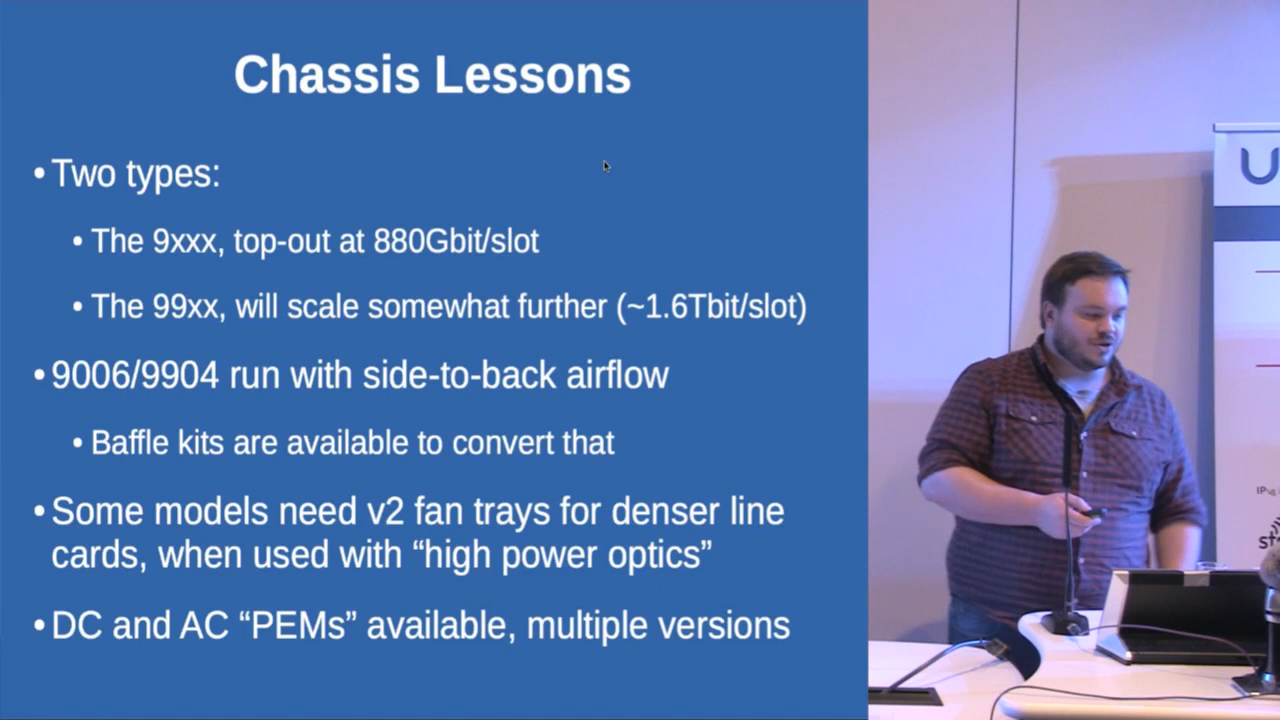 Chassis Lessons
• Two types:
• The 9xxx, top-out at 880Gbit/slot
• The 99xx, will scale somewhat further (~1.6Tbit/slot)
• 9006/9904 run with side-to-back airflow
• Baffle kits are available to convert that
• Some models need v2 fan trays for denser line
cards, when used with “high power optics”
• DC and AC “PEMs” available, multiple versions
U